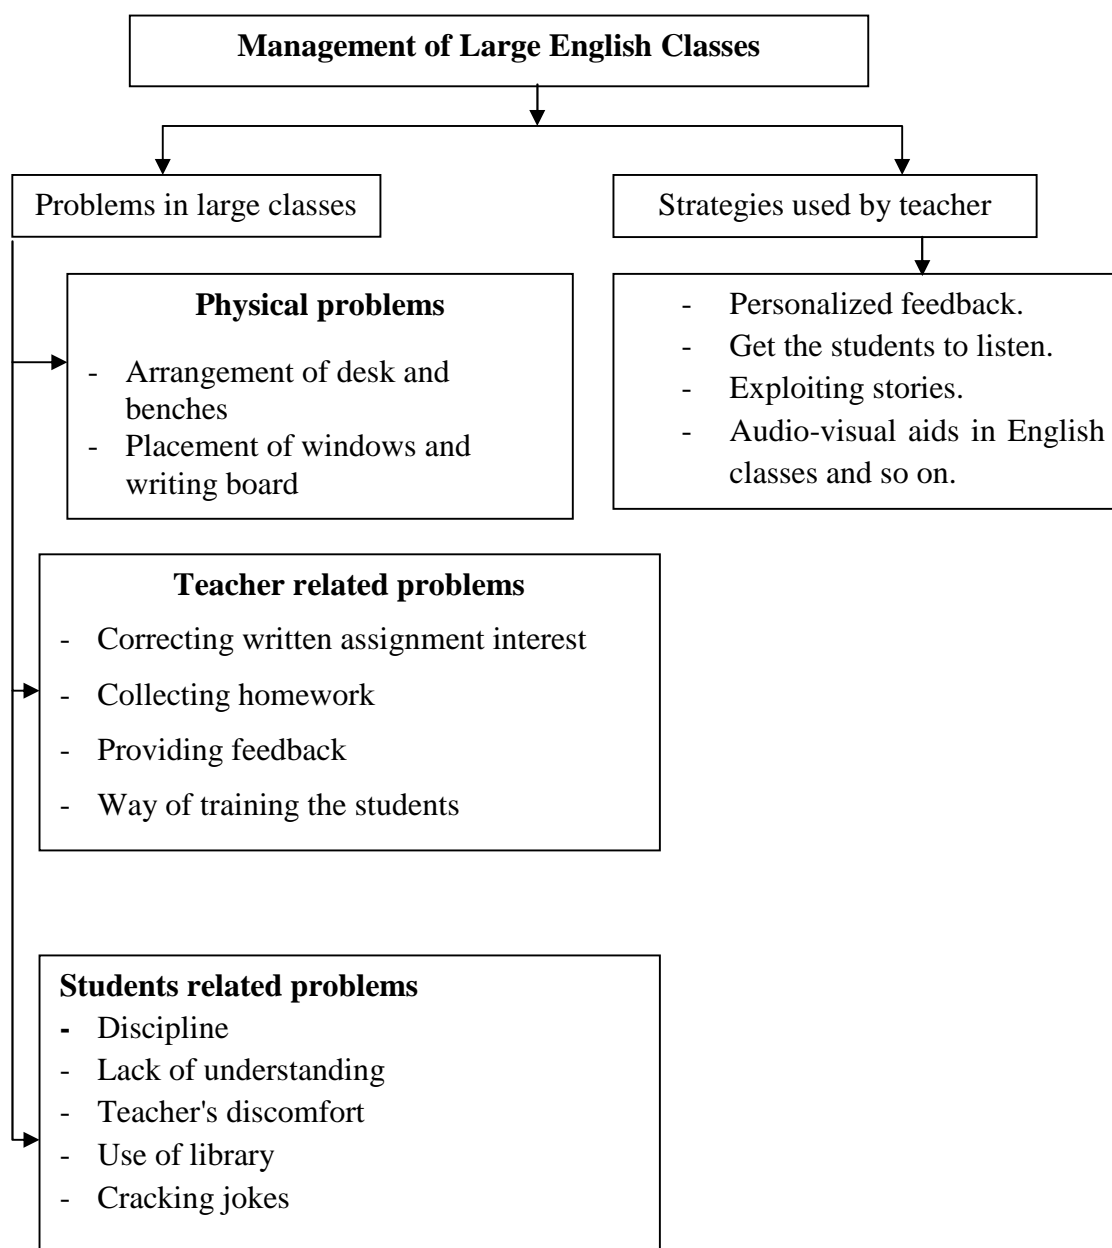 Management of Large English Classes
Problems in large classes
Strategies used by teacher
Physical problems
- Arrangement of desk and
benches
- Placement of windows and
writing board
- Personalized feedback.
- Get the students to listen.
- Exploiting stories.
- Audio-visual aids in English
classes and so on.
Teacher related problems
- Correcting written assignment interest
- Collecting homework
- Providing feedback
- Way of training the students
Students related problems
- Discipline
- Lack of understanding
- Teacher's discomfort
- Use of library
- Cracking jokes